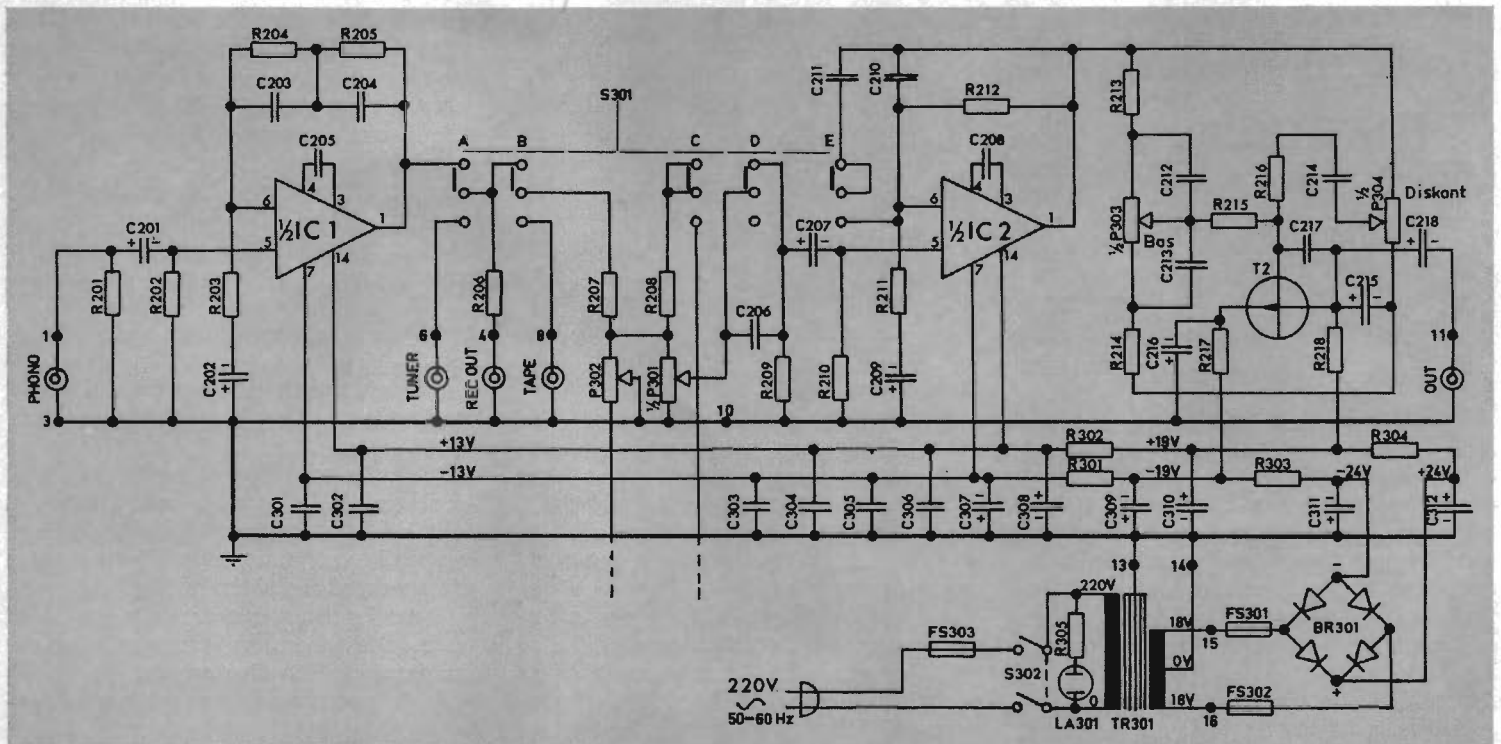 R204 R205
C203 C204
C205
4 3
6
½IC 1
1
5
7 14
C201
+ -
R201
R202
R203
C202
- +
1
PHONO
3
S301
A B C D E
R206
R207
R208
6 4 8
TUNER
REC OUT
TAPE
P302
½P301
10
C206
R209
C207
+ -
R210
R211
C209
- +
C211
C210
R212
C208
4 3
6
½IC 2
1
5
7 14
R213
C212
½P303
Bas
C213
R214
R215
R216
C214
½ P304
Diskant
C217
C218
+ -
T2
C215
+ -
C216
- +
R217
R218
11
OUT
+13V
-13V
R302
R301
+19V
-19V
R303
R304
-24V
+24V
C301
C302
C303
C304
C305
C306
C307
- +
C308
+ -
C309
- +
C310
+ -
C311
- +
C312
+ -
13 14
220V
R305
FS303
S302
220V
50-60 Hz
0
LA301 TR301
18V
0V
18V
15
16
FS301
FS302
BR301
-
+